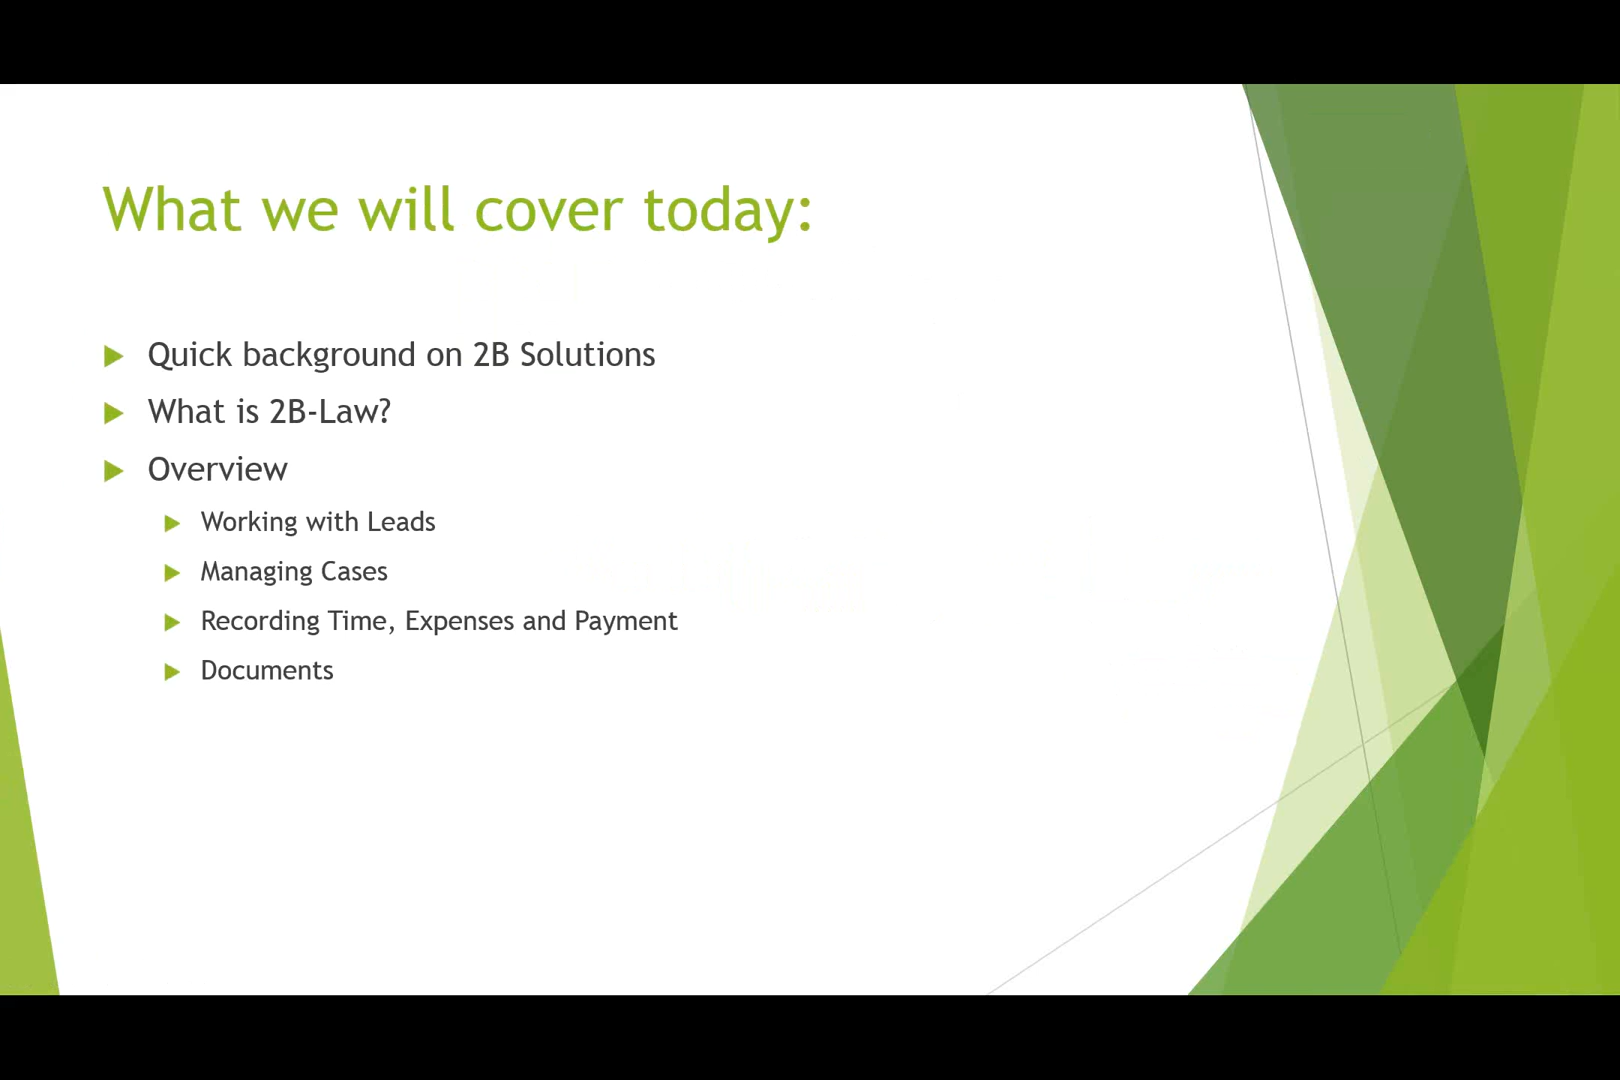 What we will cover today:
Quick background on 2B Solutions
What is 2B-Law?
Overview
Working with Leads
Managing Cases
Recording Time, Expenses and Payment
Documents